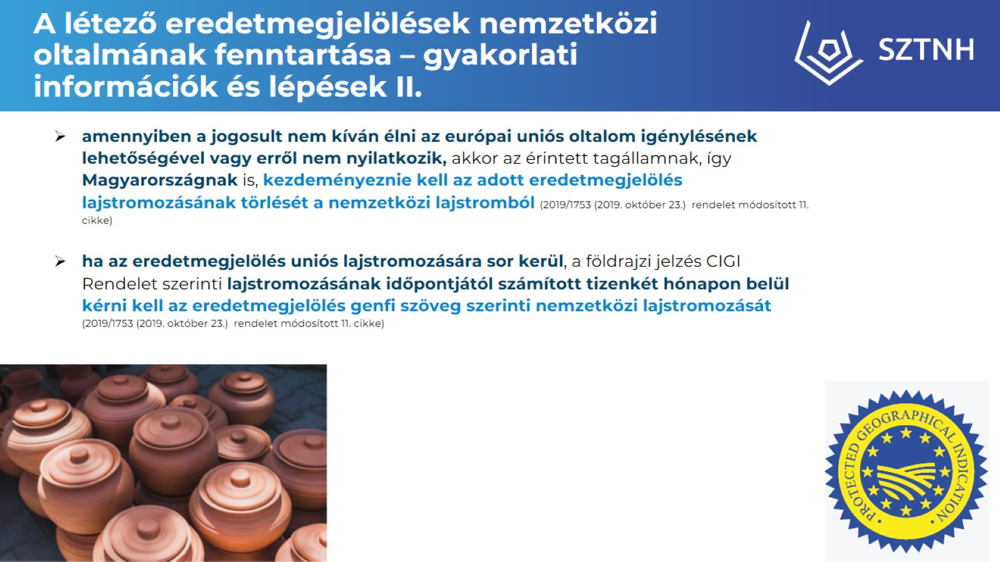 A létező eredetmegjelölések nemzetközi
oltalmának fenntartása – gyakorlati
információk és lépések II.
SZTNH
amennyiben a jogosult nem kíván élni az európai uniós oltalom igénylésének
lehetőségével vagy erről nem nyilatkozik, akkor az érintett tagállamnak, így
Magyarországnak is, kezdeményeznie kell az adott eredetmegjelölés
lajstromozásának törlését a nemzetközi lajstromból (2019/1753 (2019. október 23.) rendelet módosított 11.
cikke)
ha az eredetmegjelölés uniós lajstromozására sor kerül, a földrajzi jelzés CIGI
Rendelet szerinti lajstromozásának időpontjától számított tizenkét hónapon belül
kérni kell az eredetmegjelölés genfi szöveg szerinti nemzetközi lajstromozását
(2019/1753 (2019. október 23.) rendelet módosított 11. cikke)
• PROTECTED GEOGRAPHICAL INDICATION •